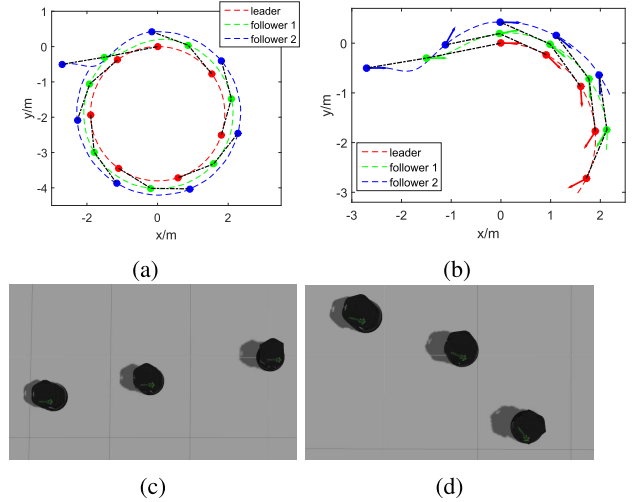 (a)
1
0
-1
-2
-3
-4
y/m
-2
0
2
x/m
leader
follower 1
follower 2
(b)
0
-1
-2
-3
y/m
-3
-2
-1
0
1
2
x/m
leader
follower 1
follower 2
(a)
(b)
(c)
(d)